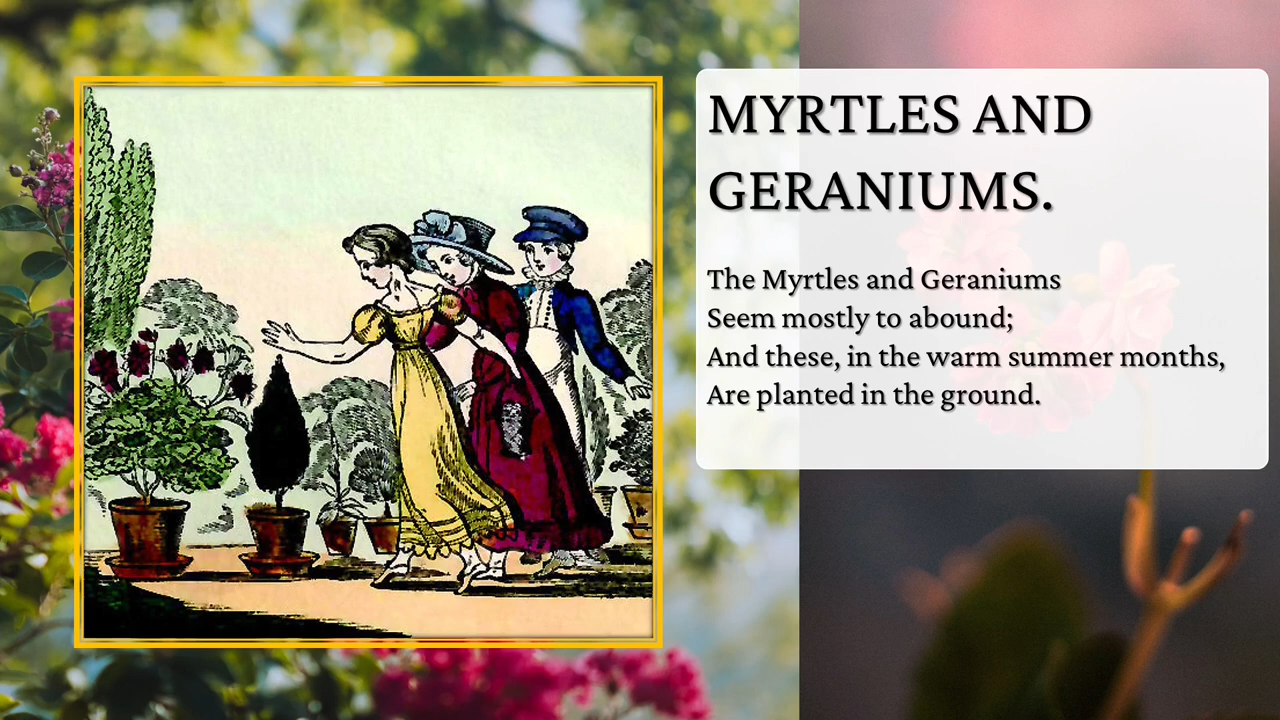 MYRTLES AND
GERANIUMS.
The Myrtles and Geraniums
Seem mostly to abound;
And these, in the warm summer months,
Are planted in the ground.